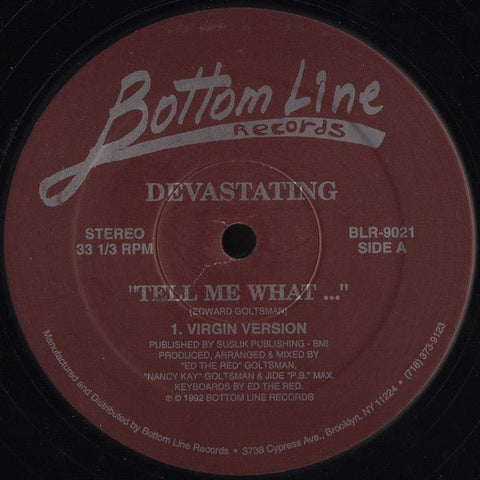 Bottom Line
Records
DEVASTATING
STEREO
33 1/3 RPM
BLR-9021
SIDE A
"TELL ME WHAT ..."
(EDWARD GOLTSMAN)
1. VIRGIN VERSION
PUBLISHED BY SUSLIK PUBLISHING - BMI
PRODUCED, ARRANGED & MIXED BY
"ED THE RED" GOLTSMAN,
"NANCY KAY" GOLTSMAN & JIDE "P.B." MAX.
KEYBOARDS BY ED THE RED.
℗ © 1992 BOTTOM LINE RECORDS
Manufactured and Distributed by Bottom Line Records • 3738 Cypress Ave., Brooklyn, NY 11224 • (718) 373-9123